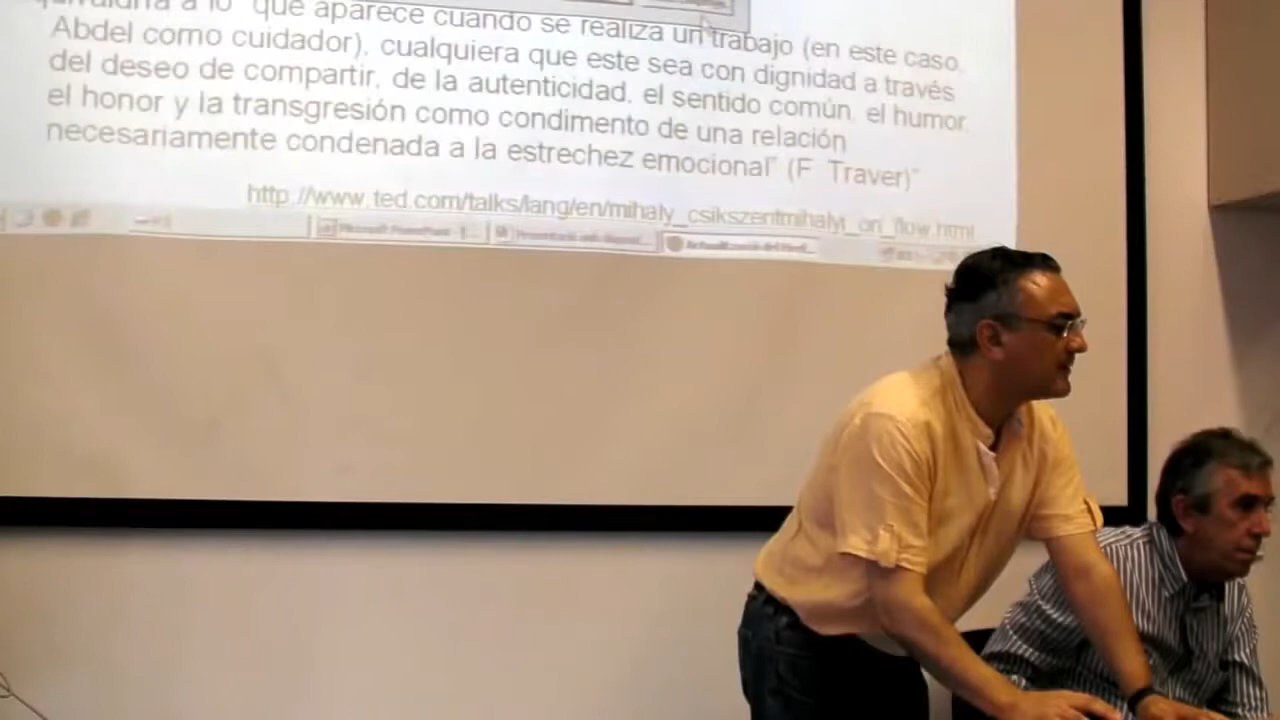 a lo "que aparece cuando se realiza un trabajo (en este caso,
Abdel como cuidador), cualquiera que este sea con dignidad a través
del deseo de compartir, de la autenticidad, el sentido común, el humor,
el honor y la transgresión como condimento de una relación
necesariamente condenada a la estrechez emocional" (F. Traver)"
http://www.ted.com/talks/lang/en/mihaly_csikszentmihalyi_on_flow.html
Microsoft PowerPoint